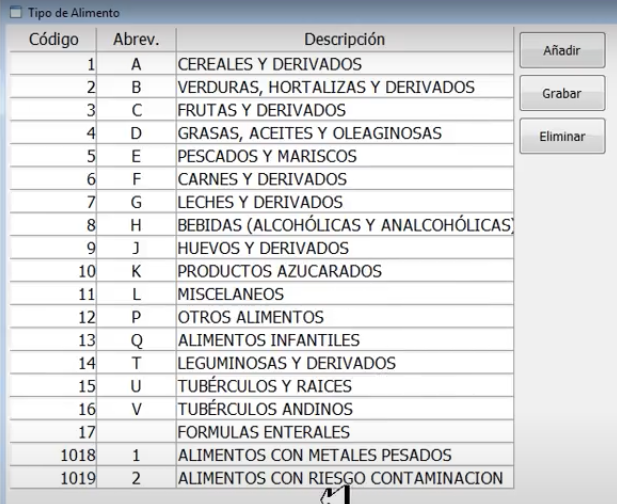 Tipo de Alimento
Código Abrev. Descripción
1 A CEREALES Y DERIVADOS
2 B VERDURAS, HORTALIZAS Y DERIVADOS
3 C FRUTAS Y DERIVADOS
4 D GRASAS, ACEITES Y OLEAGINOSAS
5 E PESCADOS Y MARISCOS
6 F CARNES Y DERIVADOS
7 G LECHES Y DERIVADOS
8 H BEBIDAS (ALCOHÓLICAS Y ANALCOHÓLICAS)
9 J HUEVOS Y DERIVADOS
10 K PRODUCTOS AZUCARADOS
11 L MISCELANEOS
12 P OTROS ALIMENTOS
13 Q ALIMENTOS INFANTILES
14 T LEGUMINOSAS Y DERIVADOS
15 U TUBÉRCULOS Y RAICES
16 V TUBÉRCULOS ANDINOS
17 FORMULAS ENTERALES
1018 1 ALIMENTOS CON METALES PESADOS
1019 2 ALIMENTOS CON RIESGO CONTAMINACION
Añadir
Grabar
Eliminar